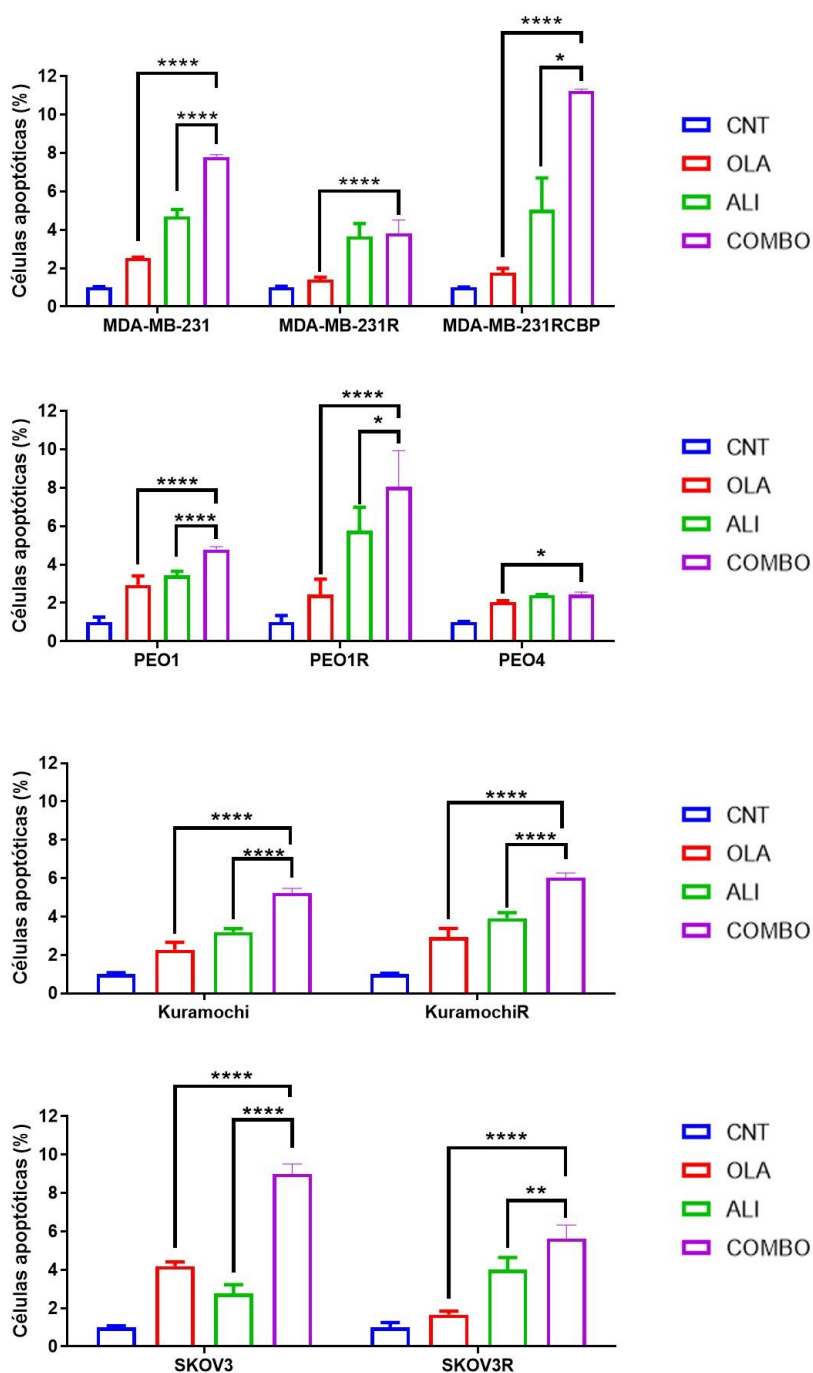 **** **** * ****
**** *
Células apoptóticas (%)
12
10
8
6
4
2
0
MDA-MB-231 MDA-MB-231R MDA-MB-231RCBP
CNT
OLA
ALI
COMBO
**** * **** **** *
Células apoptóticas (%)
12
10
8
6
4
2
0
PEO1 PEO1R PEO4
CNT
OLA
ALI
COMBO
**** **** **** ****
Células apoptóticas (%)
12
10
8
6
4
2
0
Kuramochi KuramochiR
CNT
OLA
ALI
COMBO
**** **** **** **
Células apoptóticas (%)
12
10
8
6
4
2
0
SKOV3 SKOV3R
CNT
OLA
ALI
COMBO